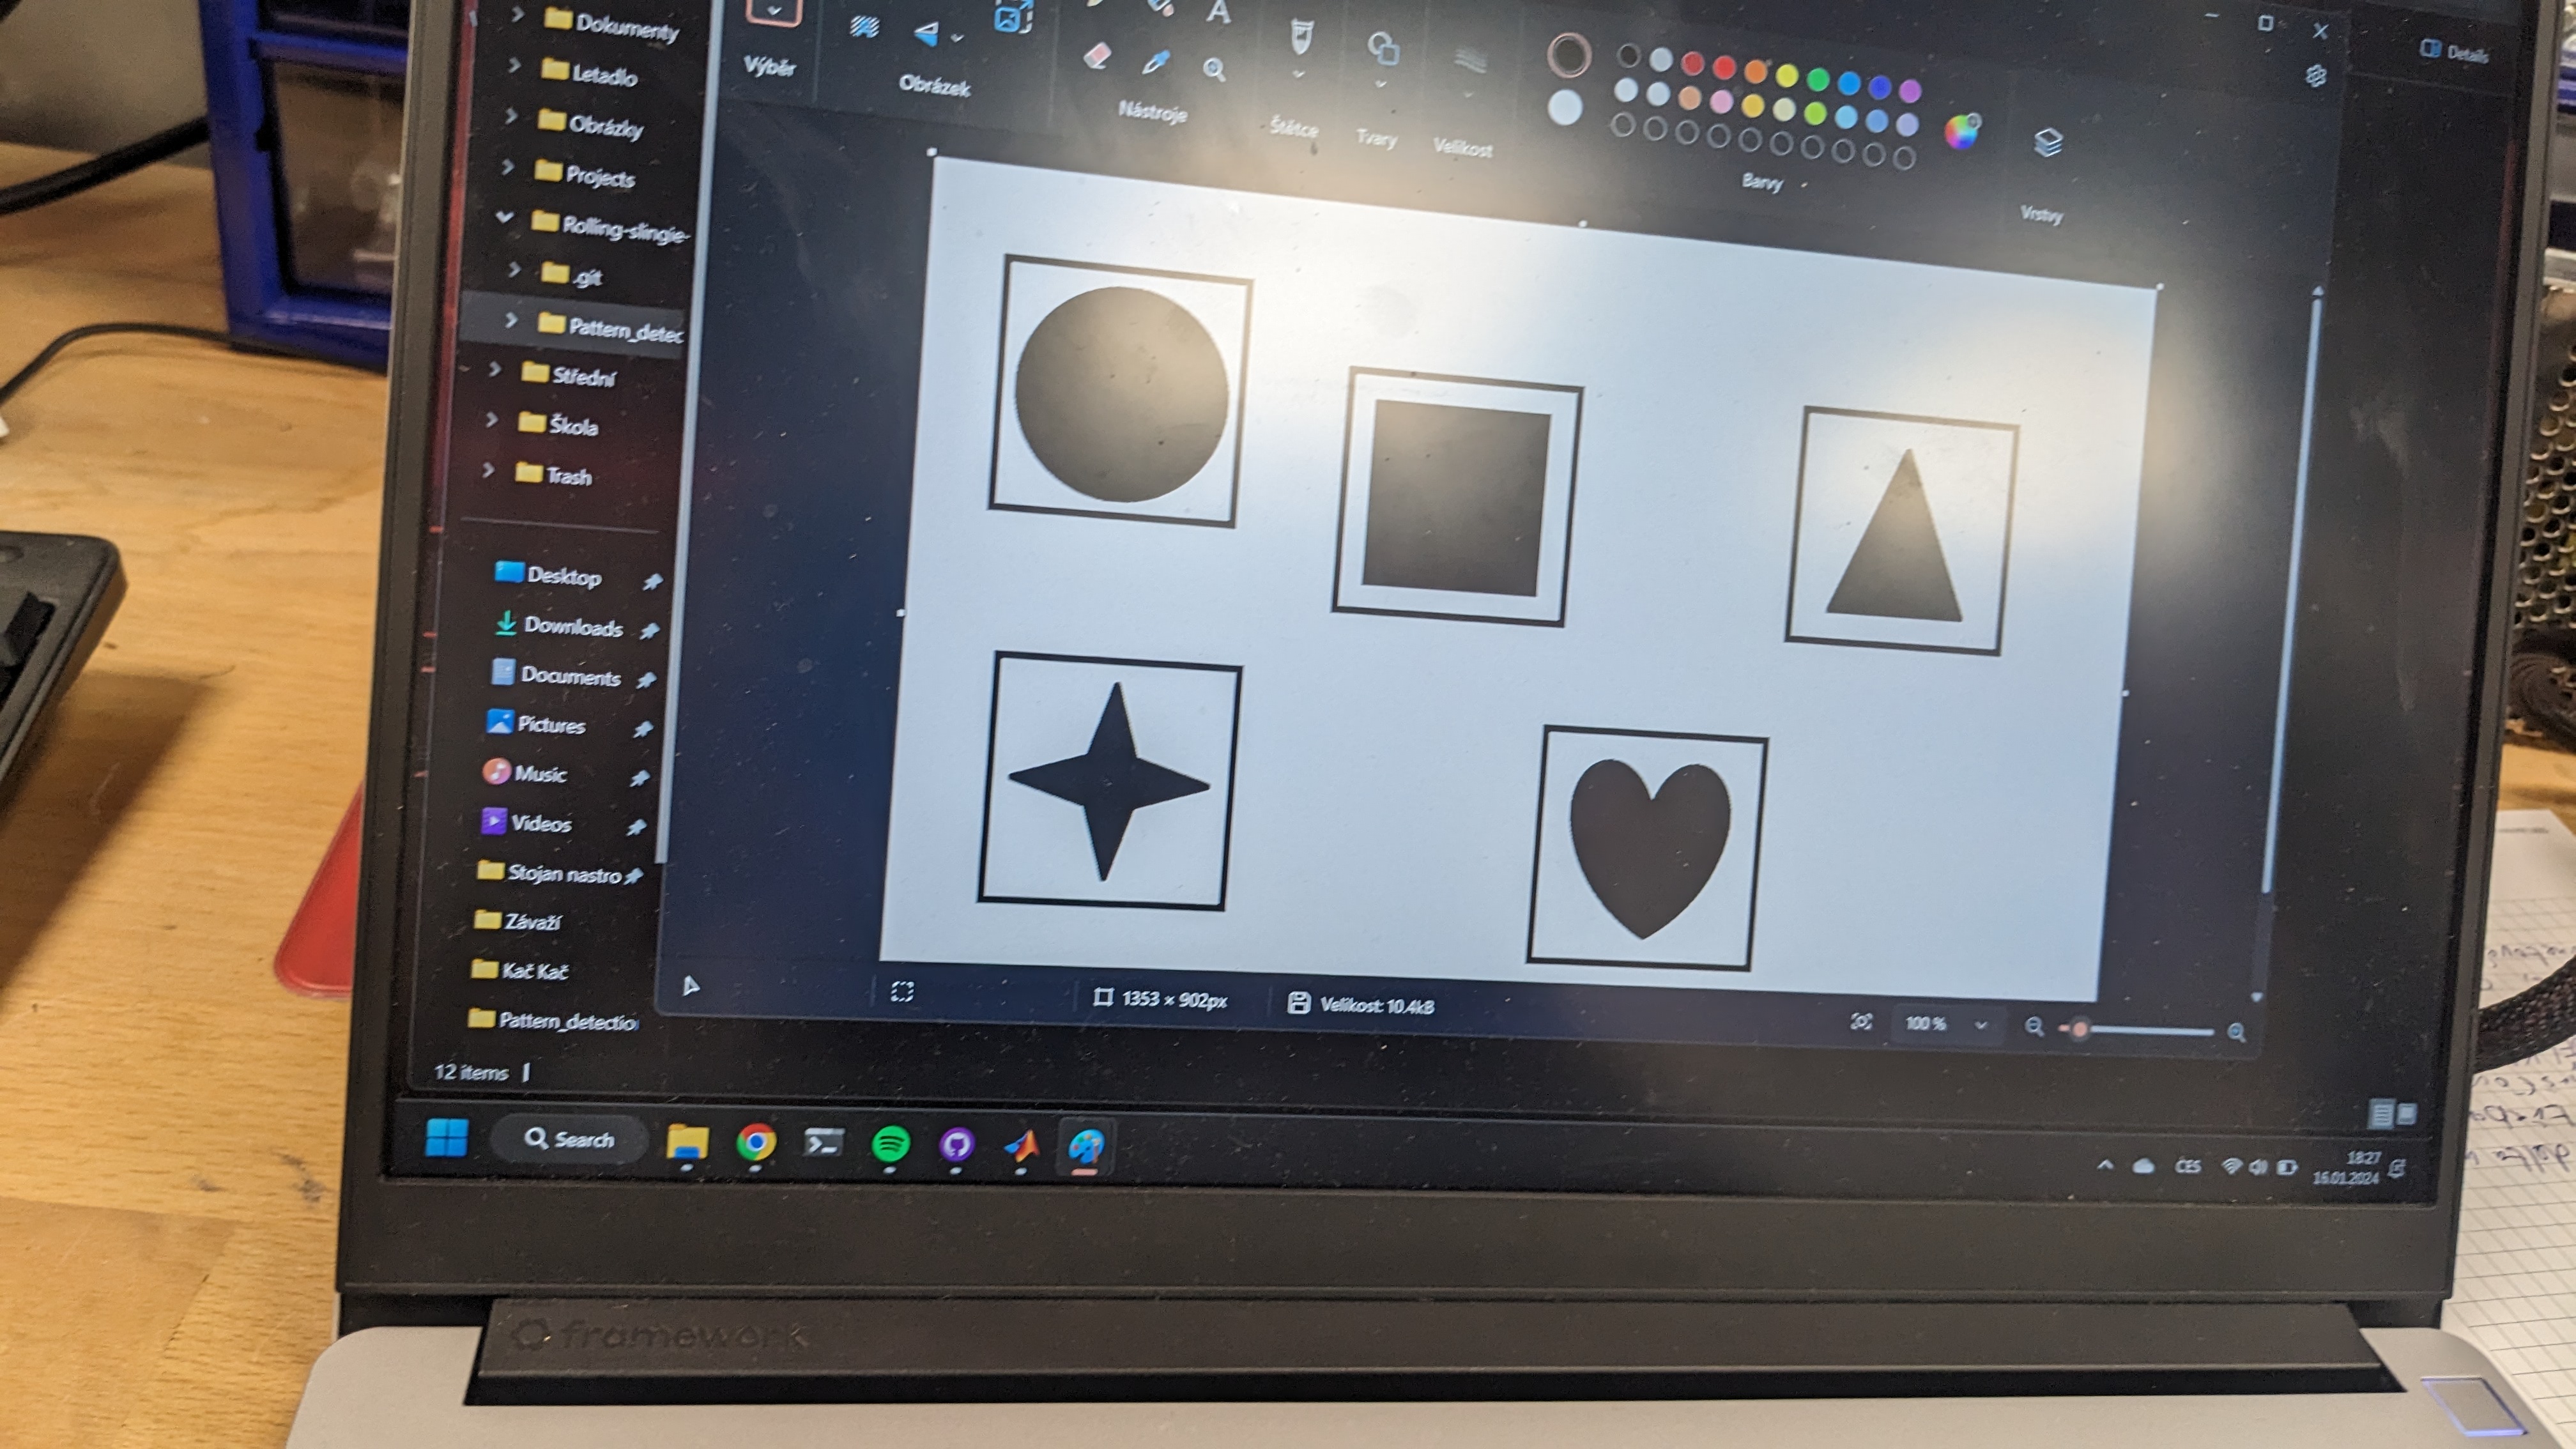 Dokumenty
Letadlo
Obrázky
Projects
Rolling-slingle-
.git
Pattern_detec
Střední
Škola
Trash
Desktop
Downloads
Documents
Pictures
Music
Videos
Stojan nastro
Závaží
Kač Kač
Pattern_detectio
12 items
Výběr
Obrázek
Nástroje
Štětce
Tvary
Velikost
Barvy
Vrstvy
Details
1353 × 902px
Velikost: 10.4kB
100 %
Search
CES
18:27
16.01.2024
framework